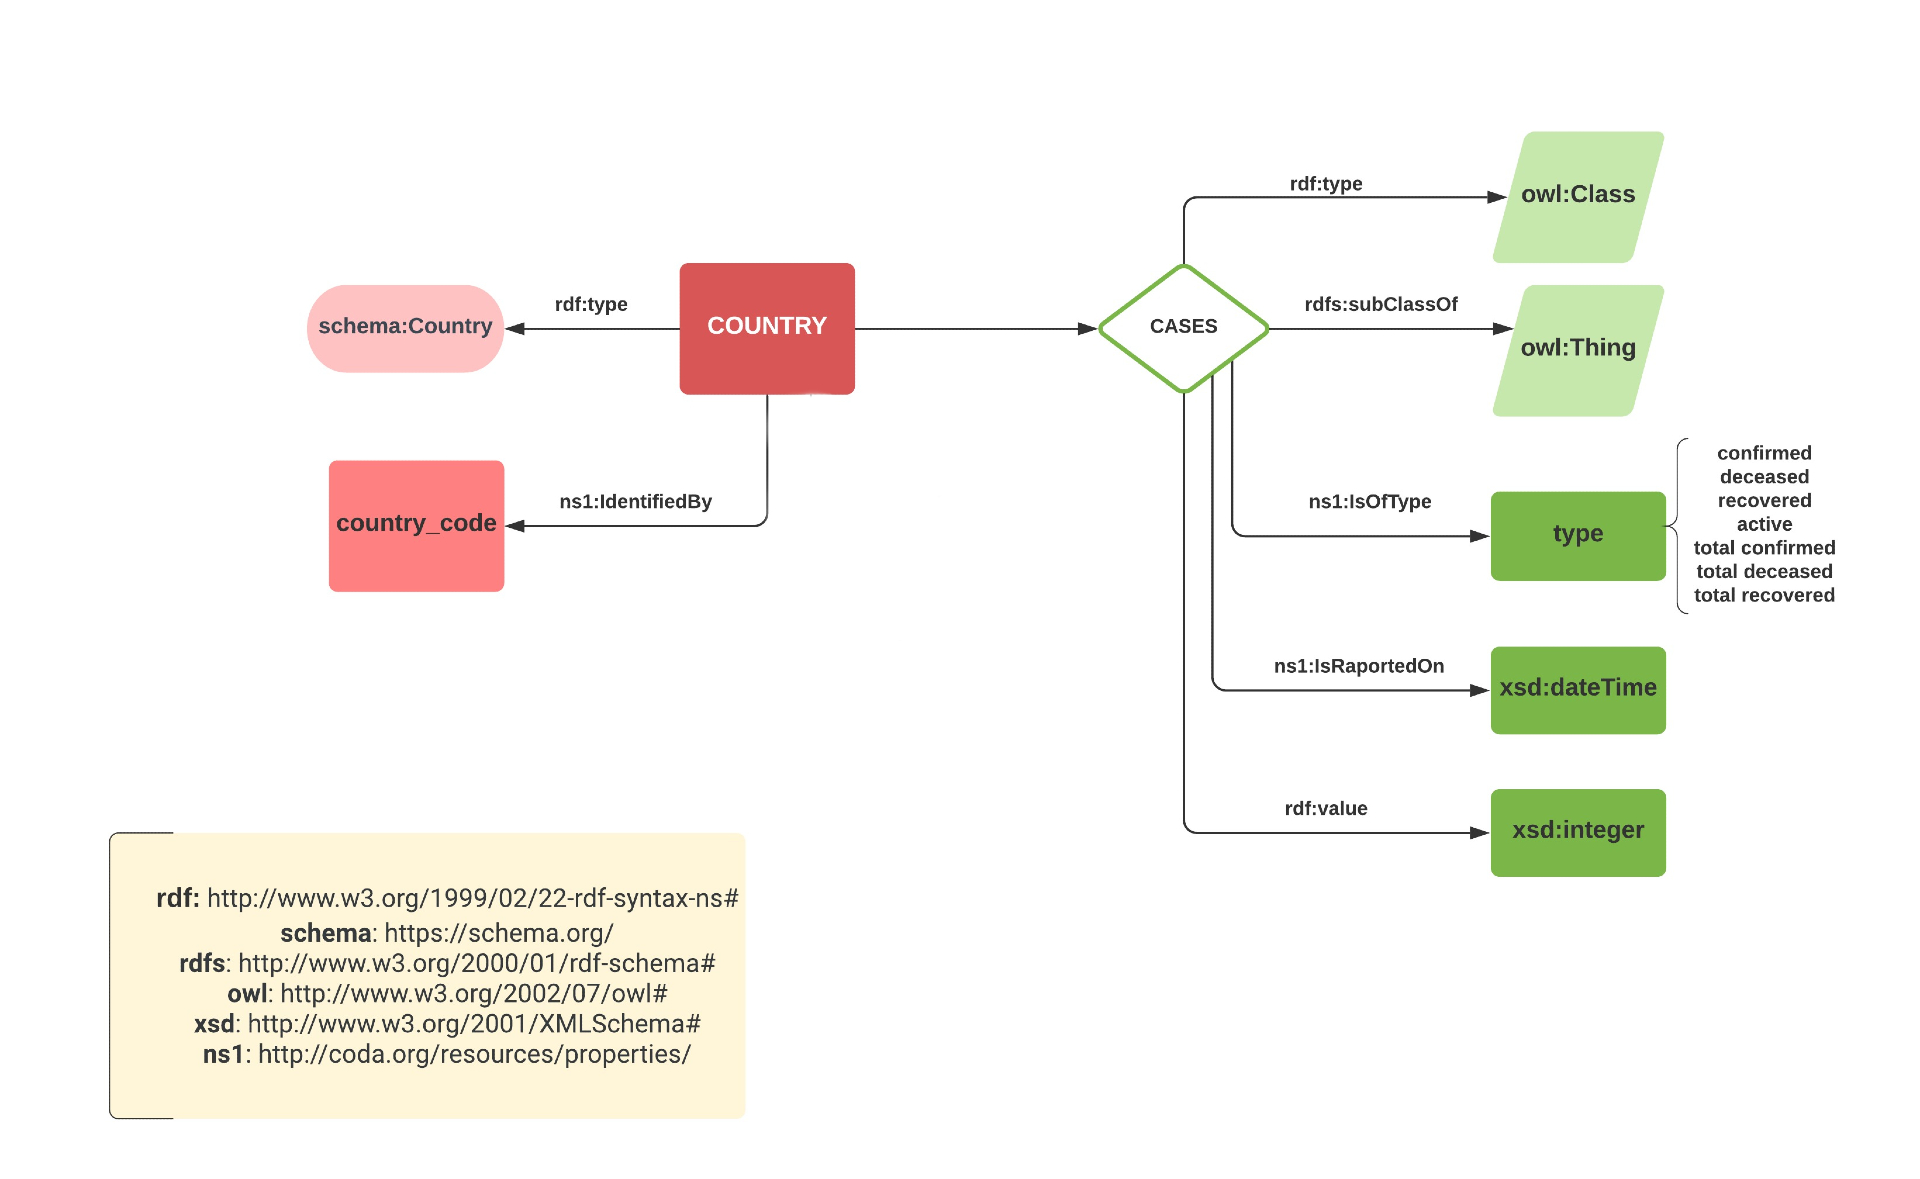 rdf:type
owl:Class
rdf:type
COUNTRY
schema:Country
CASES
rdfs:subClassOf
owl:Thing
ns1:IdentifiedBy
country_code
ns1:IsOfType
type
confirmed
deceased
recovered
active
total confirmed
total deceased
total recovered
ns1:IsRaportedOn
xsd:dateTime
rdf:value
xsd:integer
rdf: http://www.w3.org/1999/02/22-rdf-syntax-ns#
schema: https://schema.org/
rdfs: http://www.w3.org/2000/01/rdf-schema#
owl: http://www.w3.org/2002/07/owl#
xsd: http://www.w3.org/2001/XMLSchema#
ns1: http://coda.org/resources/properties/